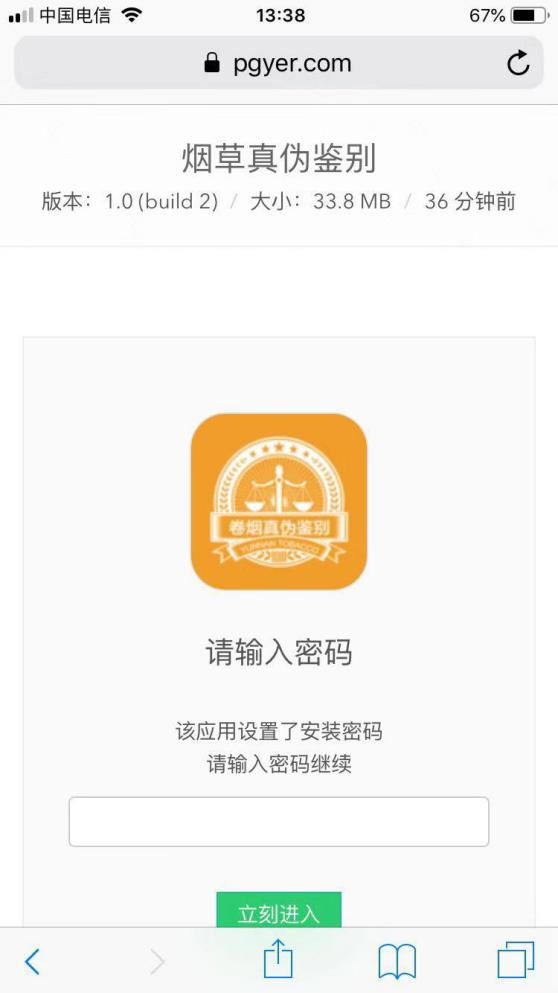 中国电信
13:38
67%
pgyer.com
烟草真伪鉴别
版本：1.0 (build 2) / 大小：33.8 MB / 36 分钟前
卷烟真伪鉴别
YUNNAN TOBACCO
请输入密码
该应用设置了安装密码
请输入密码继续
立刻进入